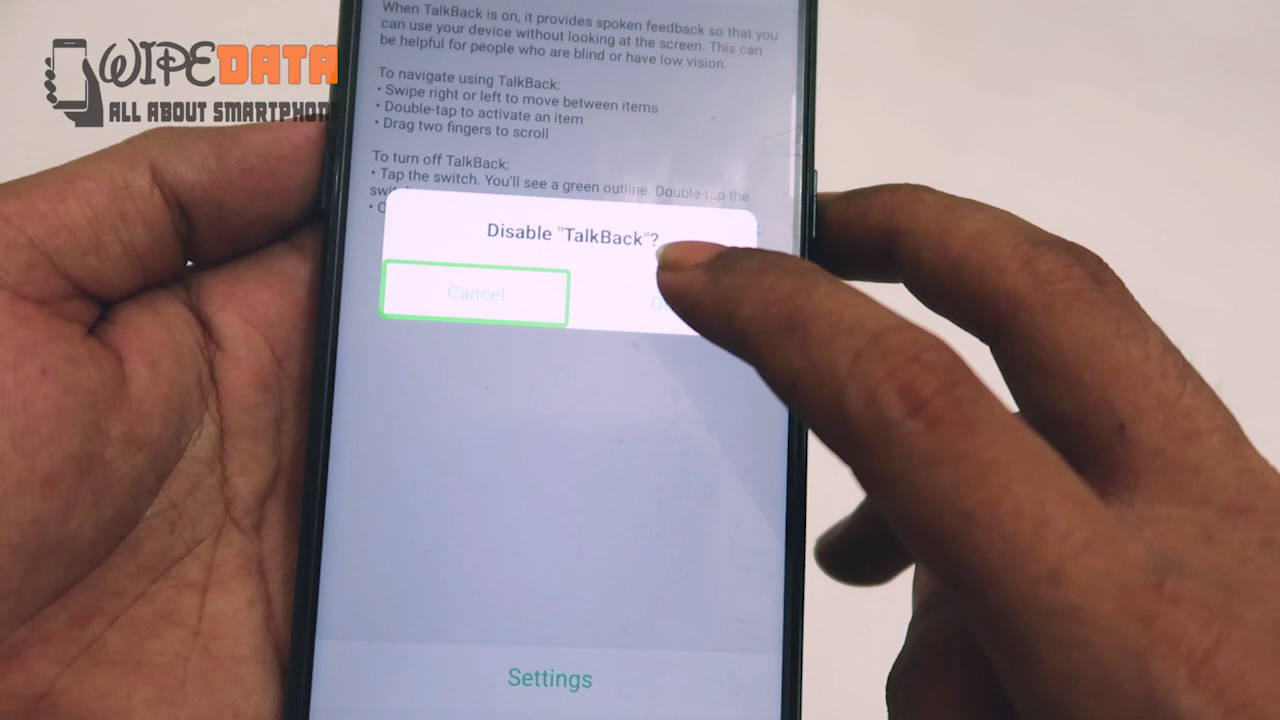 WIPEDATA
ALL ABOUT SMARTPHONE
When TalkBack is on, it provides spoken feedback so that you
can use your device without looking at the screen. This can
be helpful for people who are blind or have low vision.
To navigate using TalkBack:
• Swipe right or left to move between items
• Double-tap to activate an item
• Drag two fingers to scroll
To turn off TalkBack:
• Tap the switch. You'll see a green outline. Double-tap the
Disable "TalkBack"?
Cancel
Settings